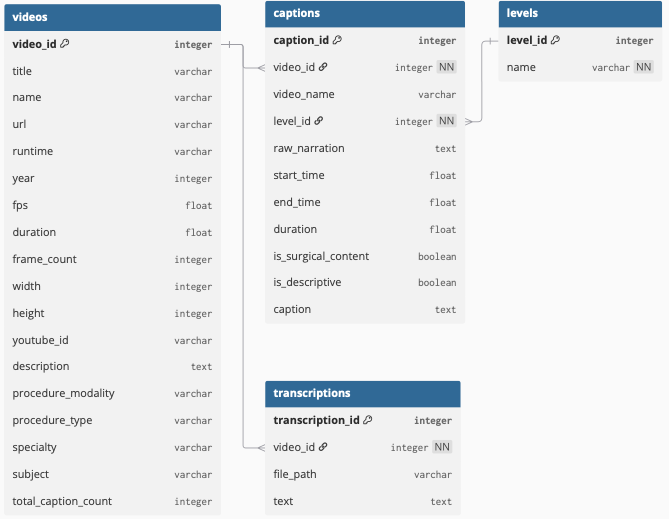 videos
video_id integer
title varchar
name varchar
url varchar
runtime varchar
year integer
fps float
duration float
frame_count integer
width integer
height integer
youtube_id varchar
description text
procedure_modality varchar
procedure_type varchar
specialty varchar
subject varchar
total_caption_count integer
captions
caption_id integer
video_id integer NN
video_name varchar
level_id integer NN
raw_narration text
start_time float
end_time float
duration float
is_surgical_content boolean
is_descriptive boolean
caption text
levels
level_id integer
name varchar NN
transcriptions
transcription_id integer
video_id integer NN
file_path varchar
text text